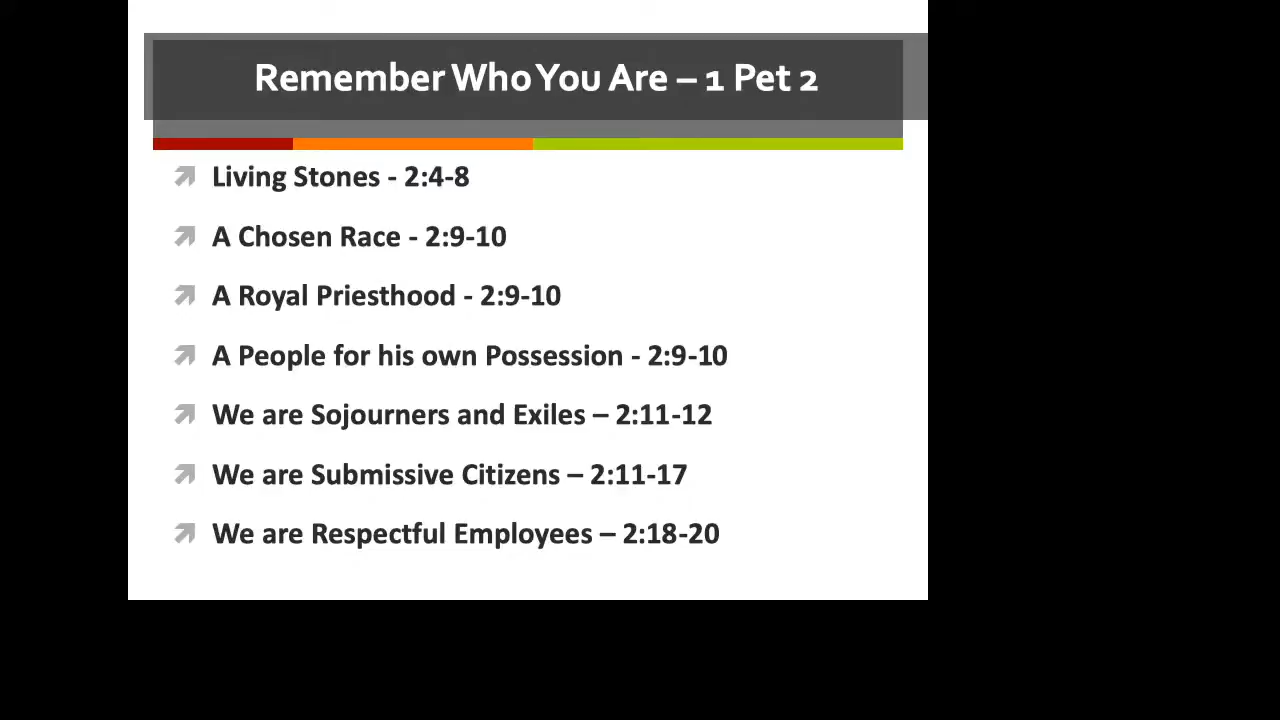 Remember Who You Are – 1 Pet 2
Living Stones - 2:4-8
A Chosen Race - 2:9-10
A Royal Priesthood - 2:9-10
A People for his own Possession - 2:9-10
We are Sojourners and Exiles – 2:11-12
We are Submissive Citizens – 2:11-17
We are Respectful Employees – 2:18-20